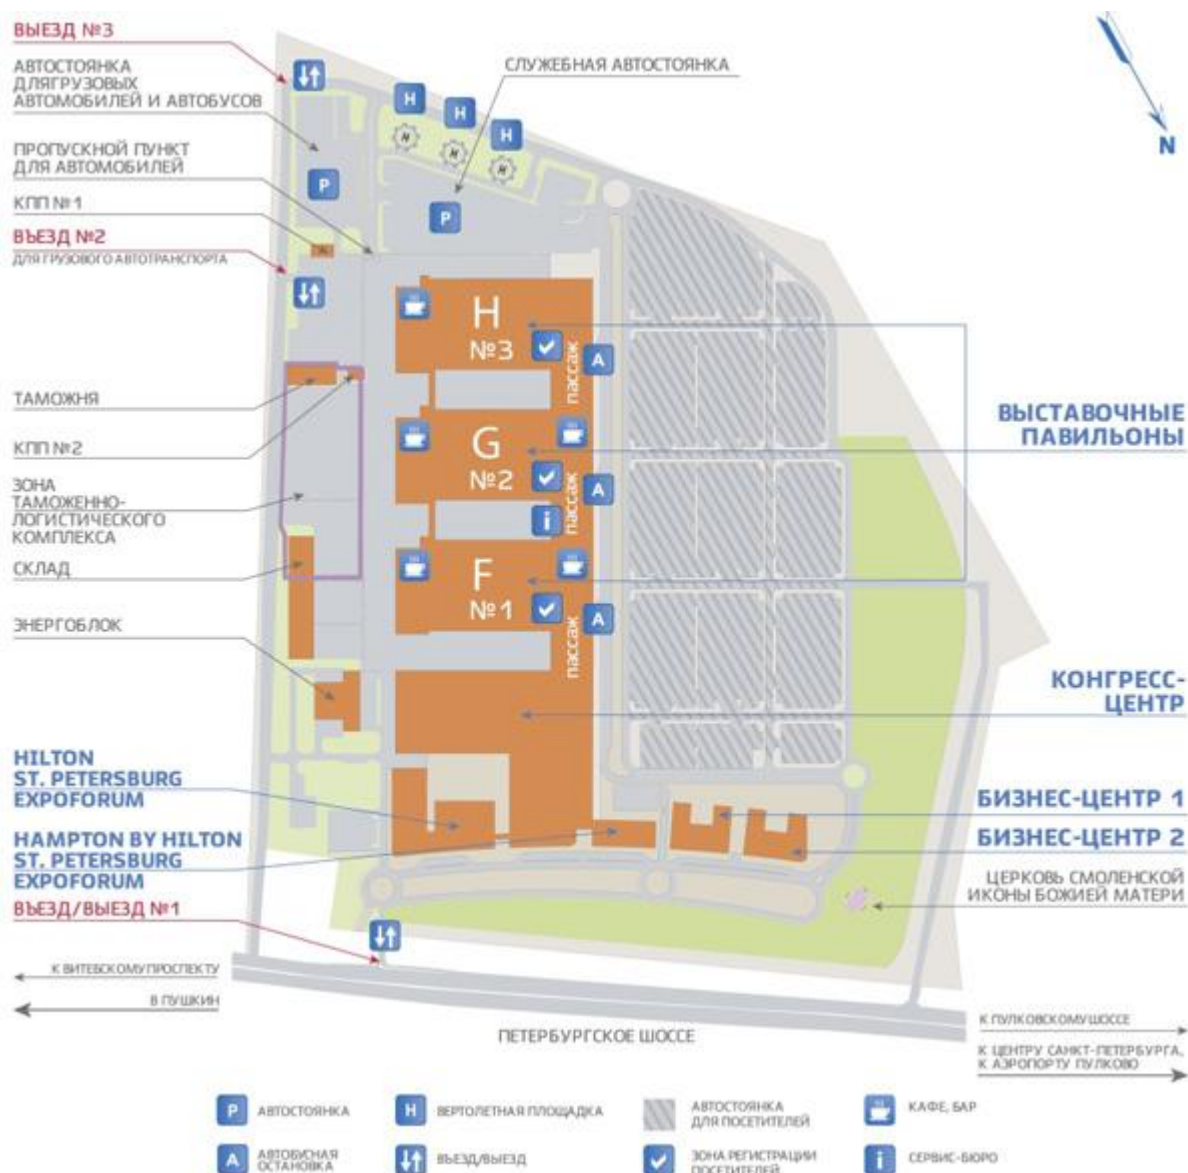 ВЫЕЗД №3
АВТОСТОЯНКА
ДЛЯГРУЗОВЫХ
АВТОМОБИЛЕЙ И АВТОБУСОВ
ПРОПУСКНОЙ ПУНКТ
ДЛЯ АВТОМОБИЛЕЙ
КПП №1
ВЪЕЗД №2
ДЛЯ ГРУЗОВОГО АВТОТРАНСПОРТА
ТАМОЖНЯ
КПП №2
ЗОНА
ТАМОЖЕННО-
ЛОГИСТИЧЕСКОГО
КОМПЛЕКСА
СКЛАД
ЭНЕРГОБЛОК
HILTON
ST. PETERSBURG
EXPOFORUM
HAMPTON BY HILTON
ST. PETERSBURG
EXPOFORUM
ВЪЕЗД/ВЫЕЗД №1
К ВИТЕБСКОМУ ПРОСПЕКТУ
В ПУШКИН
СЛУЖЕБНАЯ АВТОСТОЯНКА
N
H
H
H
H
H
H
P
P
H
№3
пассаж
A
G
№2
пассаж
A
i
F
№1
пассаж
A
ВЫСТАВОЧНЫЕ
ПАВИЛЬОНЫ
КОНГРЕСС-
ЦЕНТР
БИЗНЕС-ЦЕНТР 1
БИЗНЕС-ЦЕНТР 2
ЦЕРКОВЬ СМОЛЕНСКОЙ
ИКОНЫ БОЖИЕЙ МАТЕРИ
ПЕТЕРБУРГСКОЕ ШОССЕ
К ПУЛКОВСКОМУ ШОССЕ
К ЦЕНТРУ САНКТ-ПЕТЕРБУРГА,
К АЭРОПОРТУ ПУЛКОВО
P АВТОСТОЯНКА
H ВЕРТОЛЕТНАЯ ПЛОЩАДКА
АВТОСТОЯНКА
ДЛЯ ПОСЕТИТЕЛЕЙ
КАФЕ, БАР
A АВТОБУСНАЯ
ОСТАНОВКА
ВЪЕЗД/ВЫЕЗД
ЗОНА РЕГИСТРАЦИИ
ПОСЕТИТЕЛЕЙ
i СЕРВИС-БЮРО